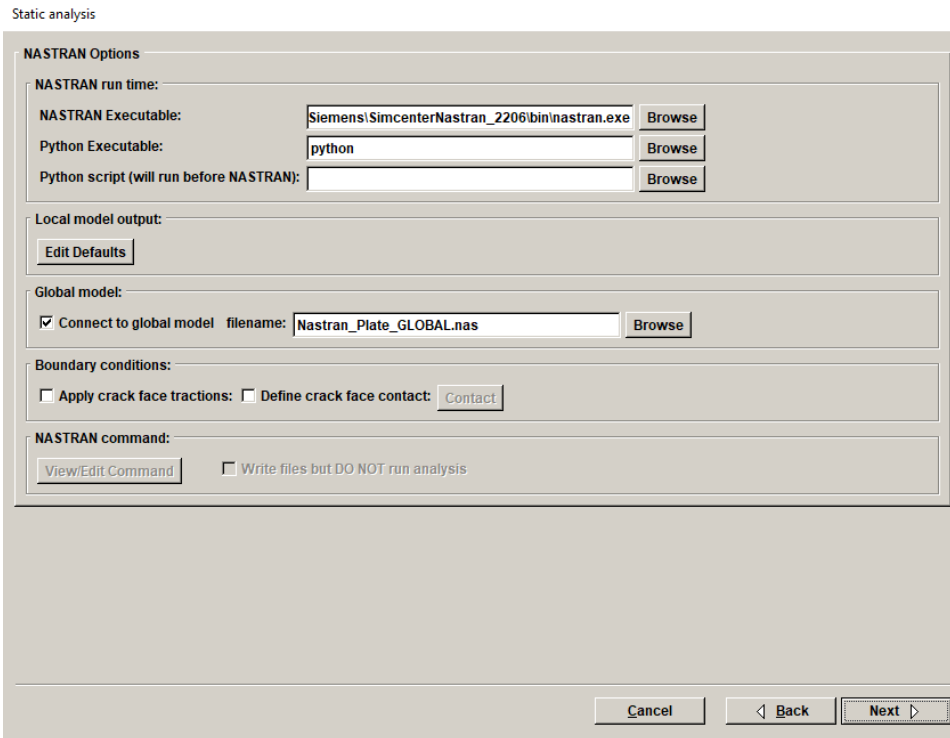 Static analysis
NASTRAN Options
NASTRAN run time:
NASTRAN Executable: Siemens\SimcenterNastran_2206\bin\nastran.exe Browse
Python Executable: python Browse
Python script (will run before NASTRAN): Browse
Local model output:
Edit Defaults
Global model:
Connect to global model filename: Nastran_Plate_GLOBAL.nas Browse
Boundary conditions:
Apply crack face tractions: Define crack face contact: Contact
NASTRAN command:
View/Edit Command Write files but DO NOT run analysis
Cancel Back Next